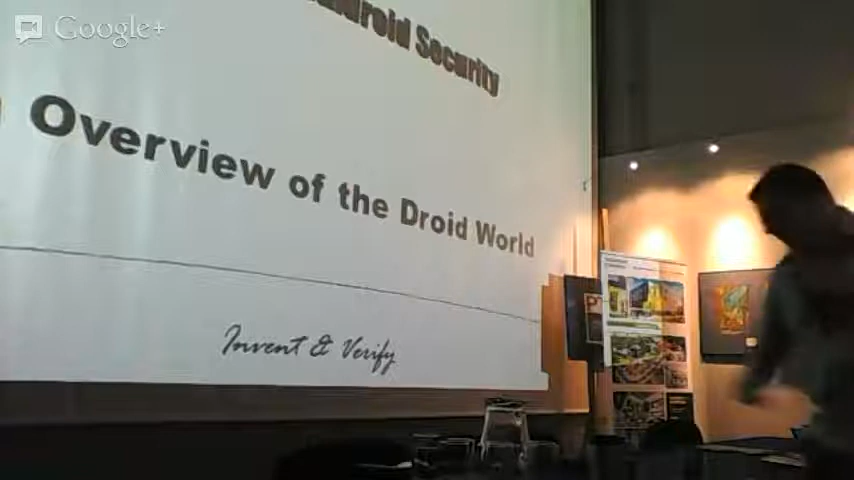 Google+
Android Security
Overview of the Droid World
Invent & Verify